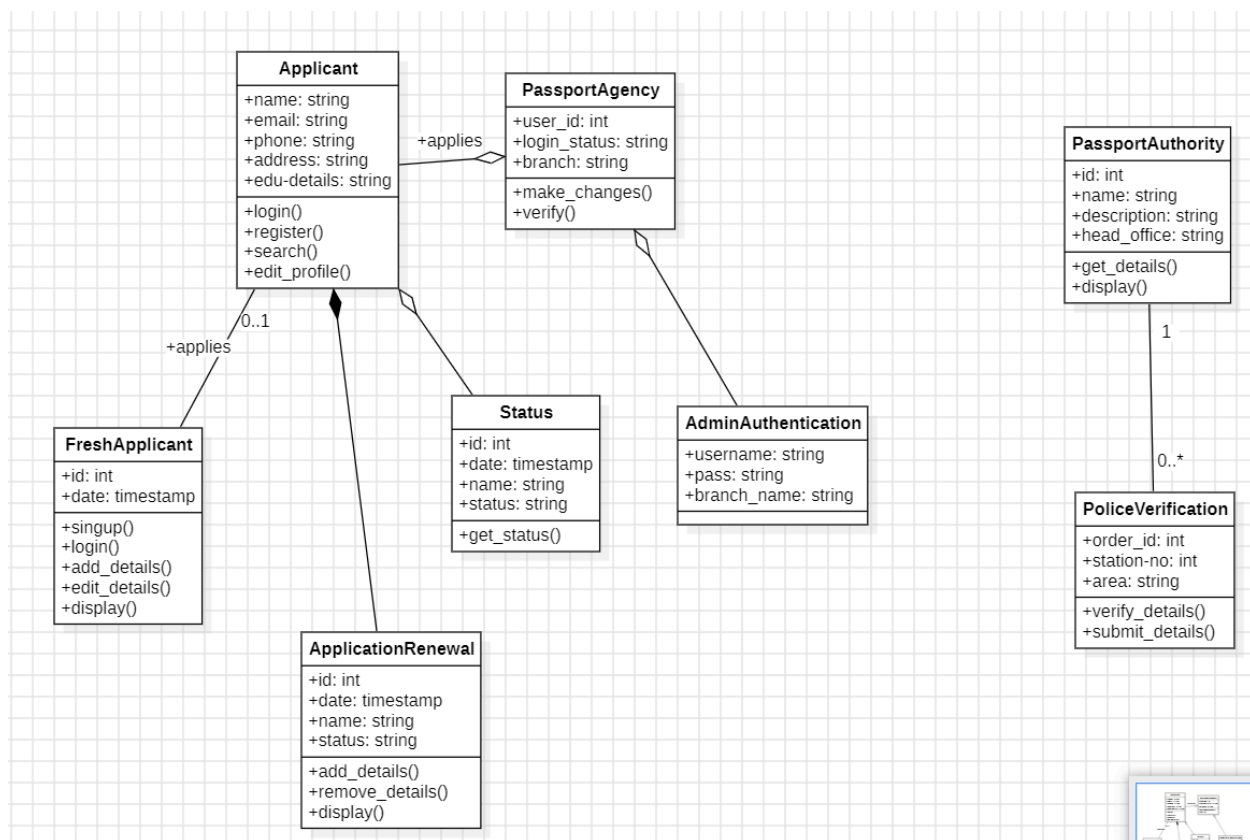 Applicant
+name: string
+email: string
+phone: string
+address: string
+edu-details: string
+login()
+register()
+search()
+edit_profile()
+applies
PassportAgency
+user_id: int
+login_status: string
+branch: string
+make_changes()
+verify()
PassportAuthority
+id: int
+name: string
+description: string
+head_office: string
+get_details()
+display()
0..1
+applies
1
0..*
FreshApplicant
+id: int
+date: timestamp
+singup()
+login()
+add_details()
+edit_details()
+display()
Status
+id: int
+date: timestamp
+name: string
+status: string
+get_status()
AdminAuthentication
+username: string
+pass: string
+branch_name: string
PoliceVerification
+order_id: int
+station-no: int
+area: string
+verify_details()
+submit_details()
ApplicationRenewal
+id: int
+date: timestamp
+name: string
+status: string
+add_details()
+remove_details()
+display()